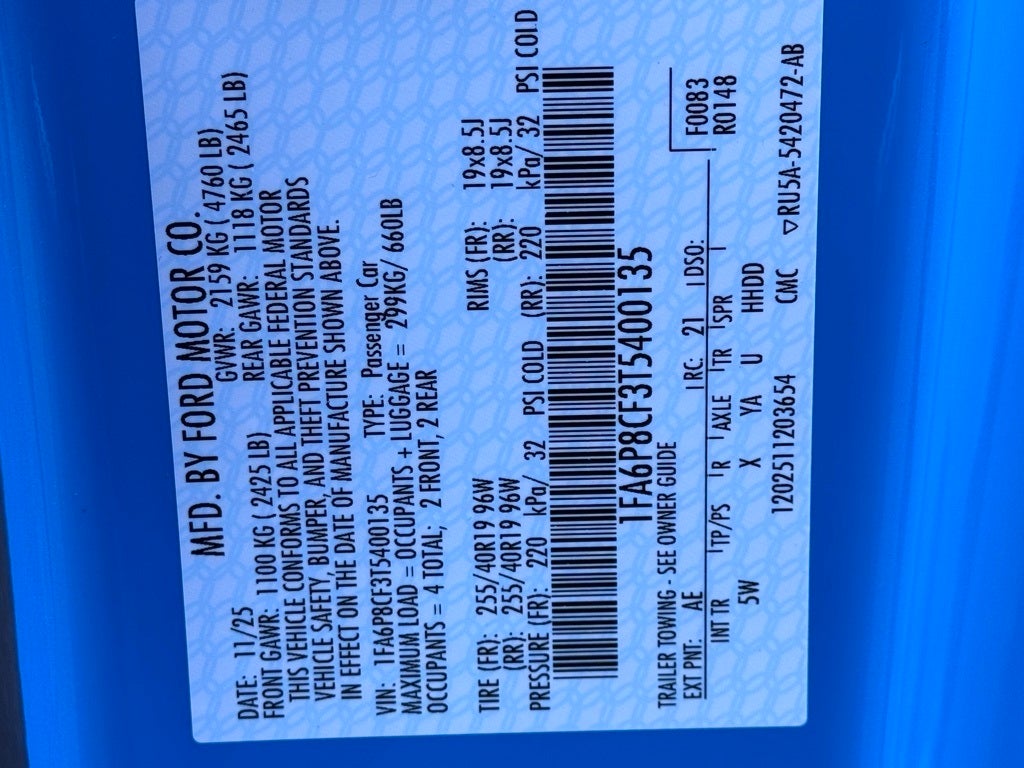 MFD. BY FORD MOTOR CO.
DATE: 11/25 GVWR: 2159 KG ( 4760 LB)
FRONT GAWR: 1100 KG ( 2425 LB) REAR GAWR: 1118 KG ( 2465 LB)
THIS VEHICLE CONFORMS TO ALL APPLICABLE FEDERAL MOTOR
VEHICLE SAFETY, BUMPER, AND THEFT PREVENTION STANDARDS
IN EFFECT ON THE DATE OF MANUFACTURE SHOWN ABOVE.
VIN: 1FA6P8CF3T5400135 TYPE: Passenger Car
MAXIMUM LOAD = OCCUPANTS + LUGGAGE = 299KG/ 660LB
OCCUPANTS = 4 TOTAL; 2 FRONT, 2 REAR
TIRE (FR): 255/40R19 96W RIMS (FR): 19x8.5J
(RR): 255/40R19 96W (RR): 19x8.5J
PRESSURE (FR): 220 kPa/ 32 PSI COLD (RR): 220 kPa/ 32 PSI COLD
1FA6P8CF3T5400135
TRAILER TOWING - SEE OWNER GUIDE F0083
EXT PNT: AE RC: 21 DSO: R0148
INT TR TP/PS R AXLE TR SPR
5W X YA U HHDD
120251120365​4 CMC ▽RU5A-5420472-AB